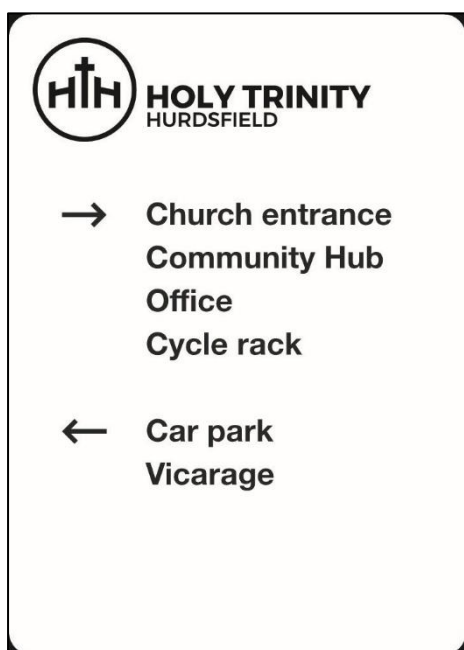 HTH
HOLY TRINITY
HURDSFIELD
→ Church entrance
Community Hub
Office
Cycle rack
← Car park
Vicarage